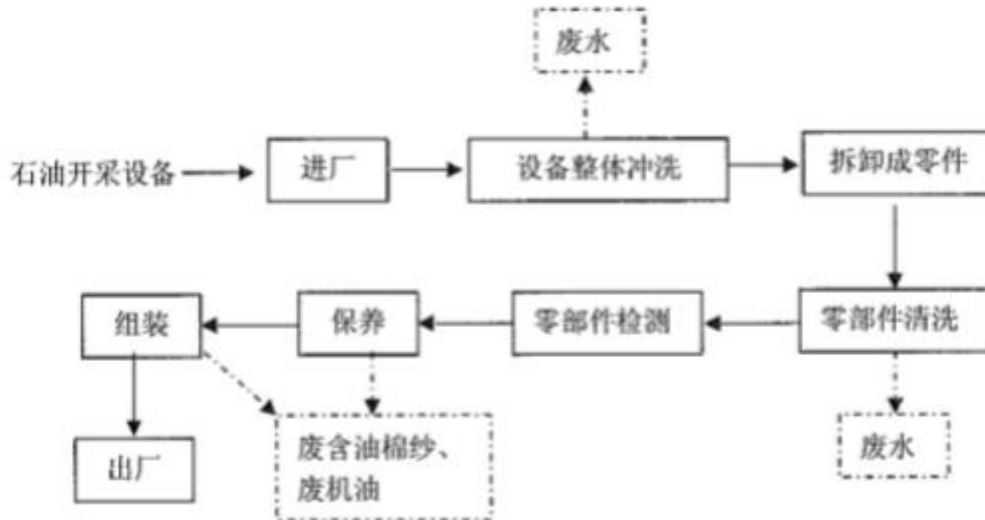 废水
石油开采设备
进厂
设备整体冲洗
拆卸成零件
组装
保养
零部件检测
零部件清洗
出厂
废含油棉纱、
废机油
废水